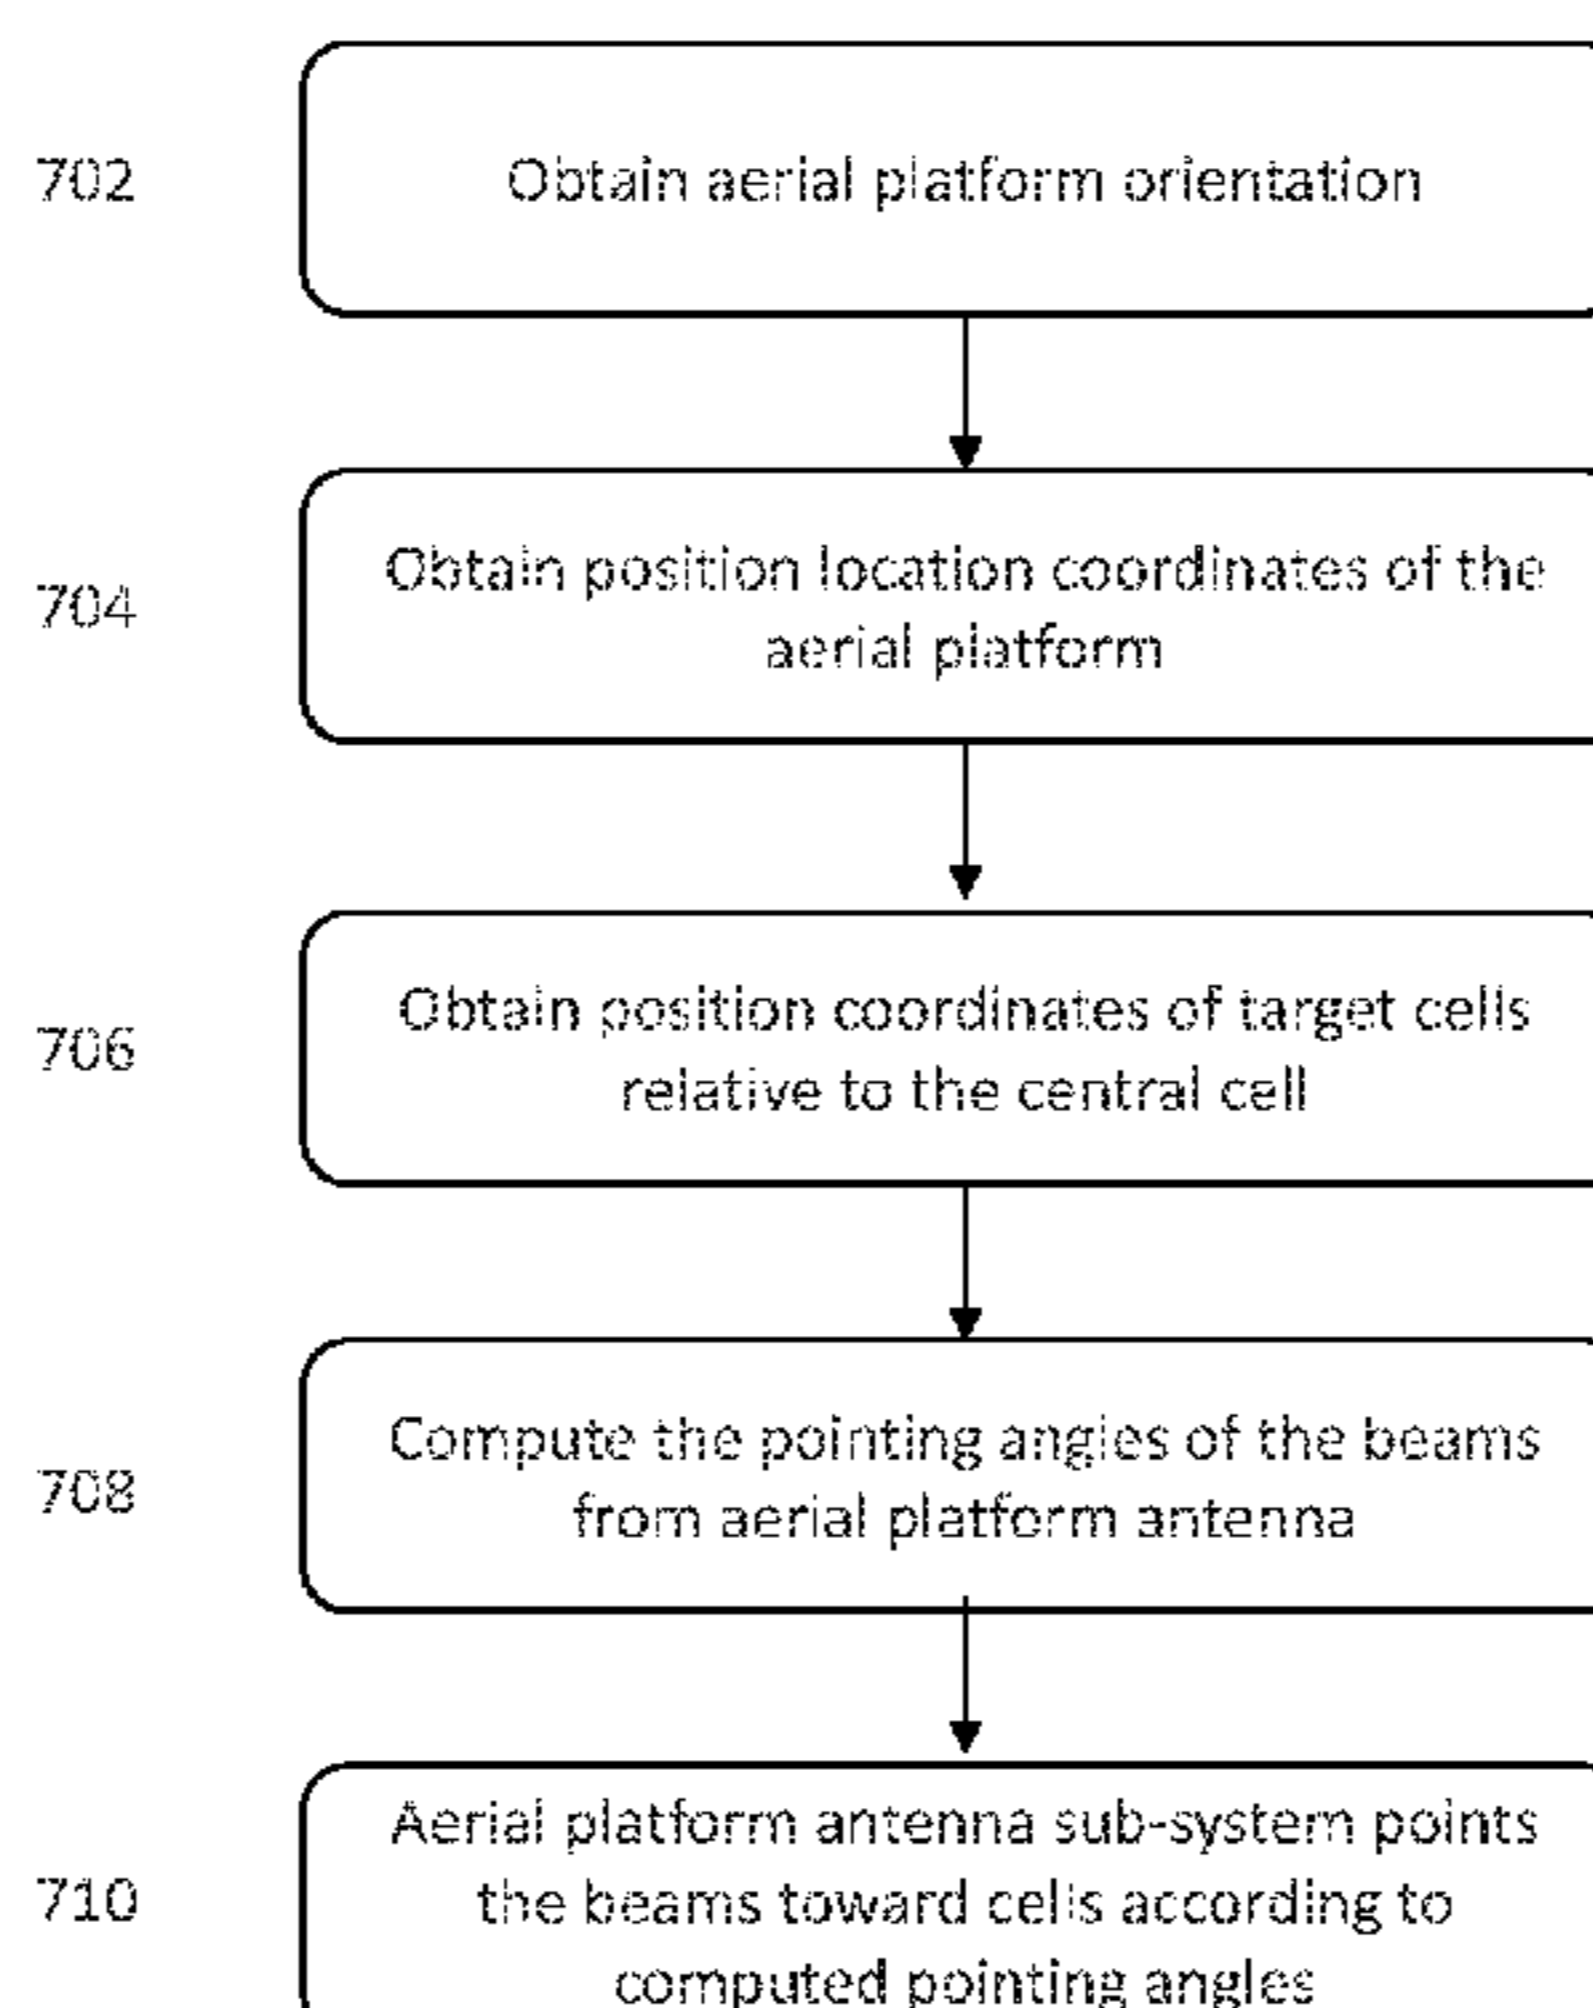 702
Obtain aerial platform orientation
704
Obtain position location coordinates of the
aerial platform
706
Obtain position coordinates of target cells
relative to the central cell
708
Compute the pointing angles of the beams
from aerial platform antenna
710
Aerial platform antenna sub-system points
the beams toward cells according to
computed pointing angles